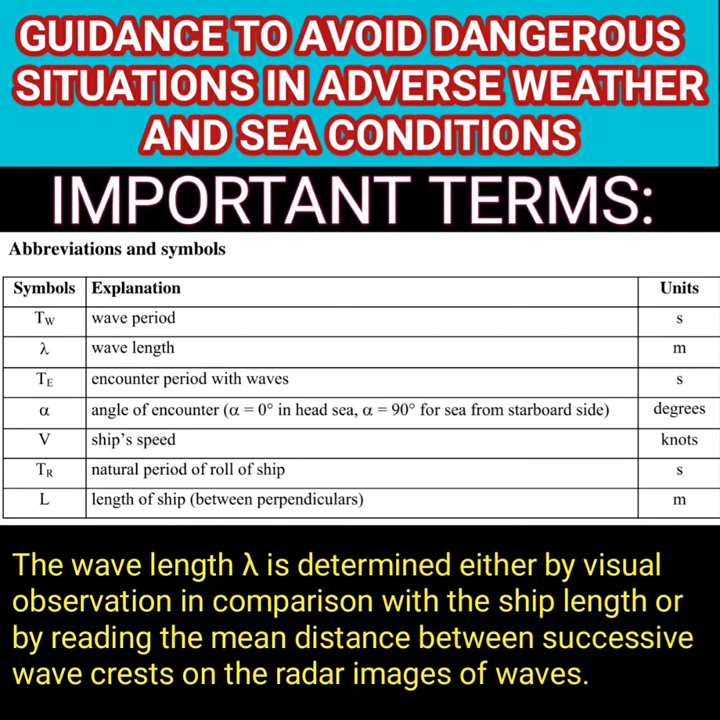 GUIDANCE TO AVOID DANGEROUS
SITUATIONS IN ADVERSE WEATHER
AND SEA CONDITIONS
IMPORTANT TERMS:
Abbreviations and symbols
Symbols Explanation Units
TW wave period s
λ wave length m
TE encounter period with waves s
α angle of encounter (α = 0° in head sea, α = 90° for sea from starboard side) degrees
V ship’s speed knots
TR natural period of roll of ship s
L length of ship (between perpendiculars) m
The wave length λ is determined either by visual
observation in comparison with the ship length or
by reading the mean distance between successive
wave crests on the radar images of waves.